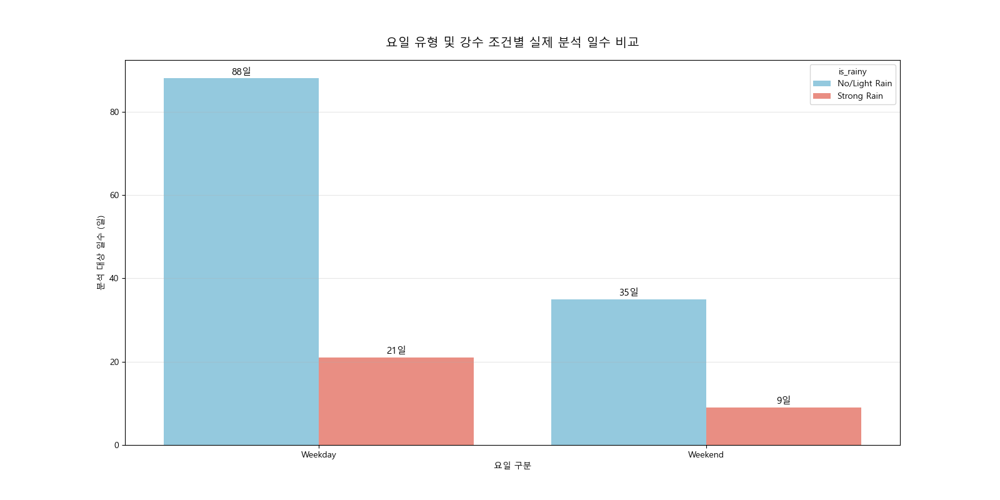 요일 유형 및 강수 조건별 실제 분석 일수 비교
is_rainy
No/Light Rain
Strong Rain
88일
21일
35일
9일
분석 대상 일수 (일)
80
60
40
20
0
Weekday
Weekend
요일 구분